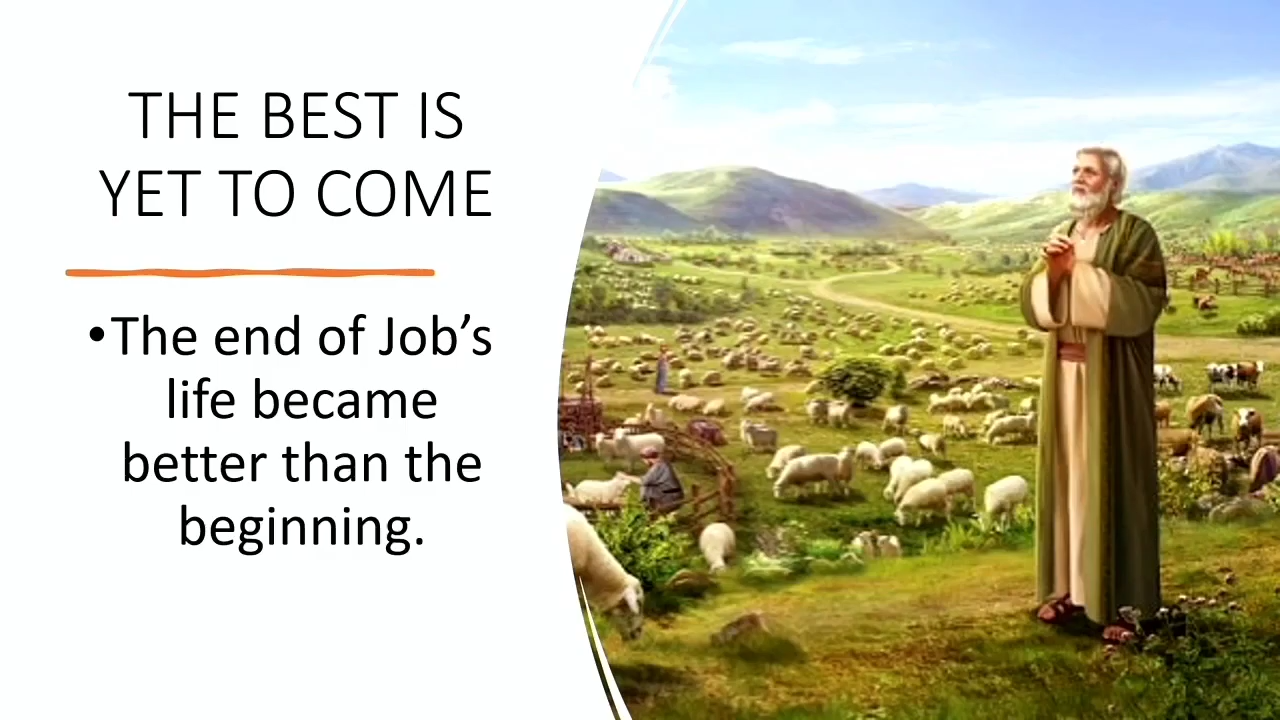 THE BEST IS
YET TO COME
•The end of Job’s
life became
better than the
beginning.